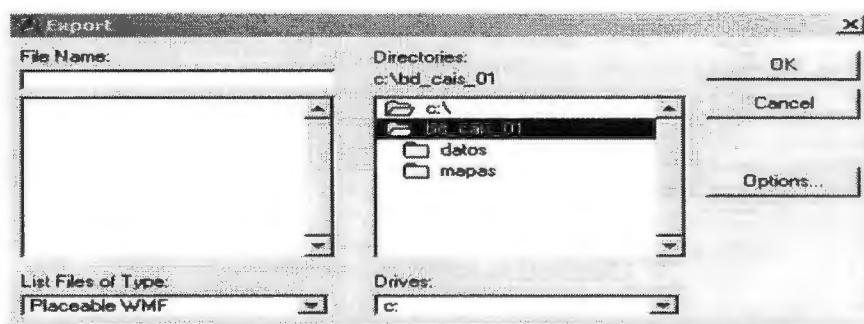 Export
File Name:
Directories:
c:\bd_cais_01
OK
Cancel
Options...
c:\
bd_cais_01
datos
mapas
List Files of Type:
Placeable WMF
Drives:
c: